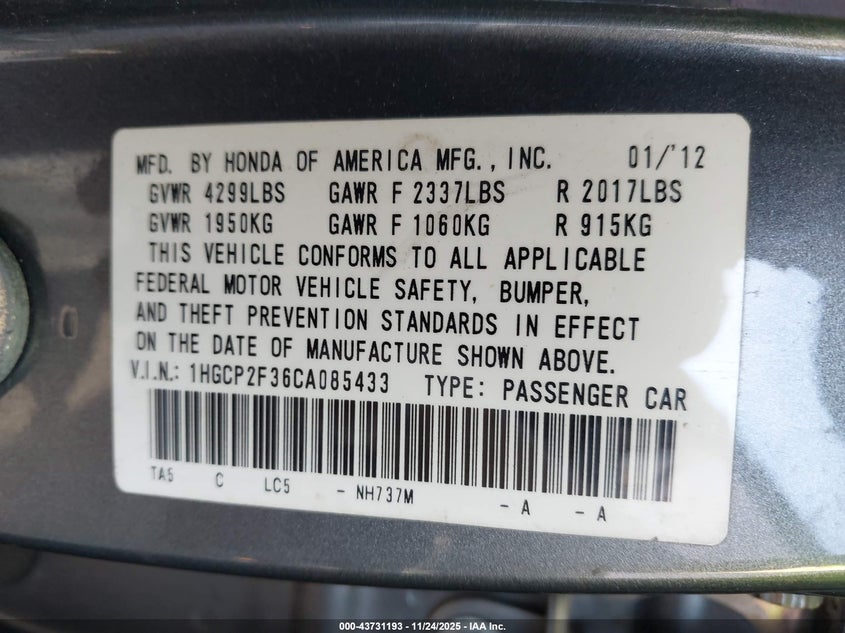 MFD. BY HONDA OF AMERICA MFG., INC. 01/'12
GVWR 4299LBS GAWR F 2337LBS R 2017LBS
GVWR 1950KG GAWR F 1060KG R 915KG
THIS VEHICLE CONFORMS TO ALL APPLICABLE
FEDERAL MOTOR VEHICLE SAFETY, BUMPER,
AND THEFT PREVENTION STANDARDS IN EFFECT
ON THE DATE OF MANUFACTURE SHOWN ABOVE.
V.I.N.: 1HGCP2F36CA085433 TYPE: PASSENGER CAR
TA5 C LC5 - NH737M - A - A
000-43731193 - 11/24/2025 - IAA Inc.